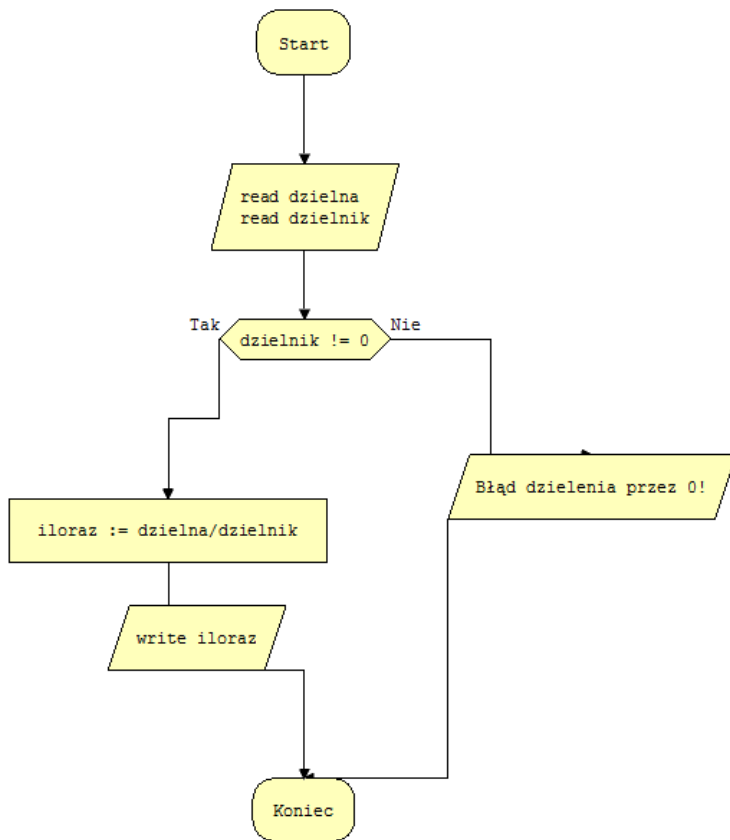 Start
read dzielna
read dzielnik
Tak
dzielnik != 0
Nie
Błąd dzielenia przez 0!
iloraz := dzielna/dzielnik
write iloraz
Koniec